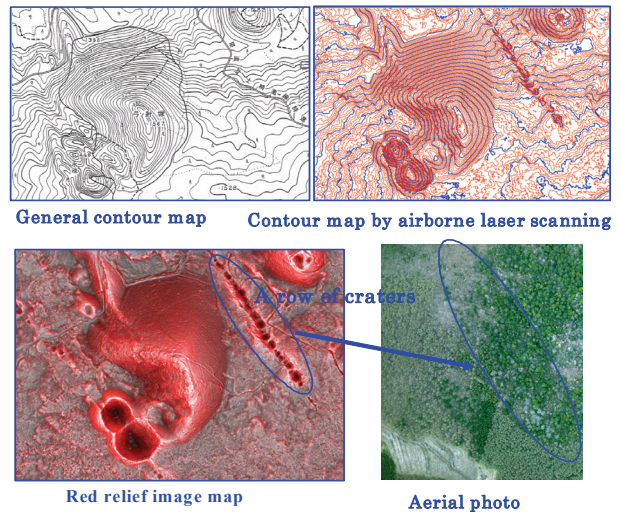 General contour map
Contour map by airborne laser scanning
A row of craters
Red relief image map
Aerial photo